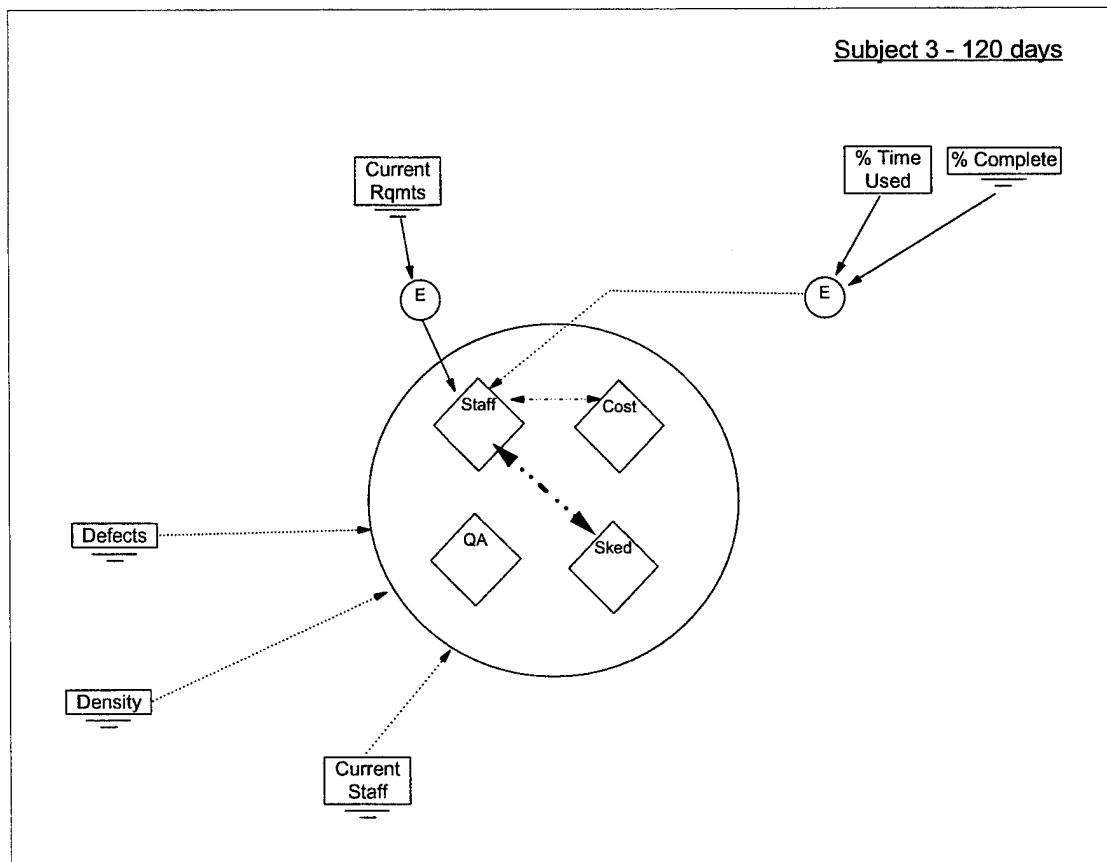 Subject 3 - 120 days
Current
Rqmts
% Time
Used
% Complete
E
E
Staff
Cost
Defects
QA
Sked
Density
Current
Staff